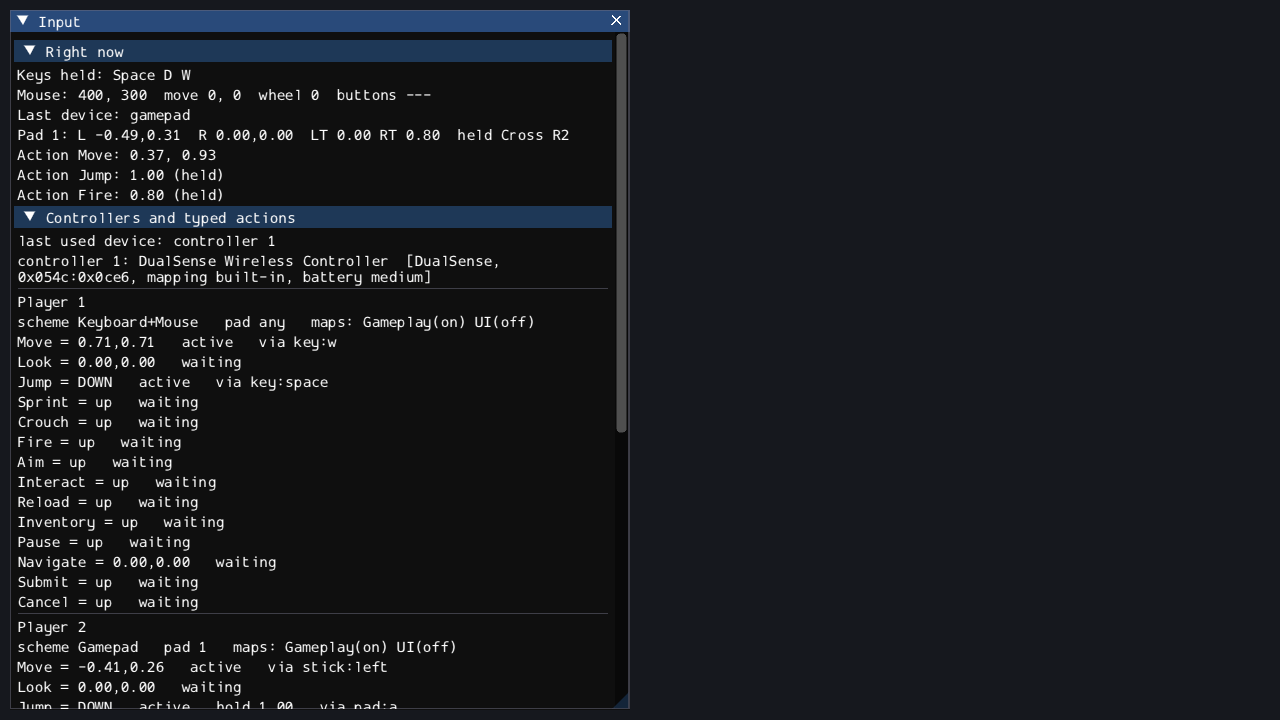 Input
Right now
Keys held: Space D W
Mouse: 400, 300  move 0, 0  wheel 0  buttons ---
Last device: gamepad
Pad 1: L -0.49,0.31  R 0.00,0.00  LT 0.00 RT 0.80  held Cross R2
Action Move: 0.37, 0.93
Action Jump: 1.00 (held)
Action Fire: 0.80 (held)
Controllers and typed actions
last used device: controller 1
controller 1: DualSense Wireless Controller  [DualSense,
0x054c:0x0ce6, mapping built-in, battery medium]
Player 1
scheme Keyboard+Mouse   pad any   maps: Gameplay(on) UI(off)
Move = 0.71,0.71   active   via key:w
Look = 0.00,0.00   waiting
Jump = DOWN   active   via key:space
Sprint = up   waiting
Crouch = up   waiting
Fire = up   waiting
Aim = up   waiting
Interact = up   waiting
Reload = up   waiting
Inventory = up   waiting
Pause = up   waiting
Navigate = 0.00,0.00   waiting
Submit = up   waiting
Cancel = up   waiting
Player 2
scheme Gamepad   pad 1   maps: Gameplay(on) UI(off)
Move = -0.41,0.26   active   via stick:left
Look = 0.00,0.00   waiting
Jump = DOWN   active   hold 1.00   via pad:a